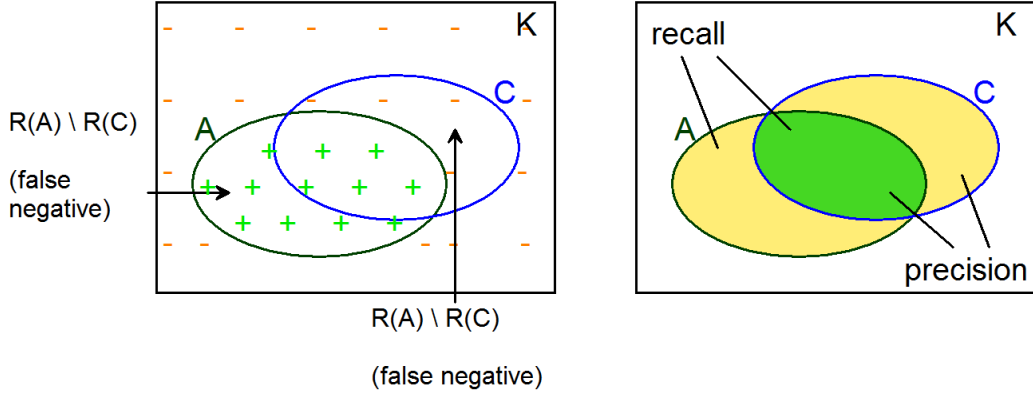 K
C
A
R(A) \ R(C)
(false
negative)
R(A) \ R(C)
(false negative)
K
recall
C
A
precision